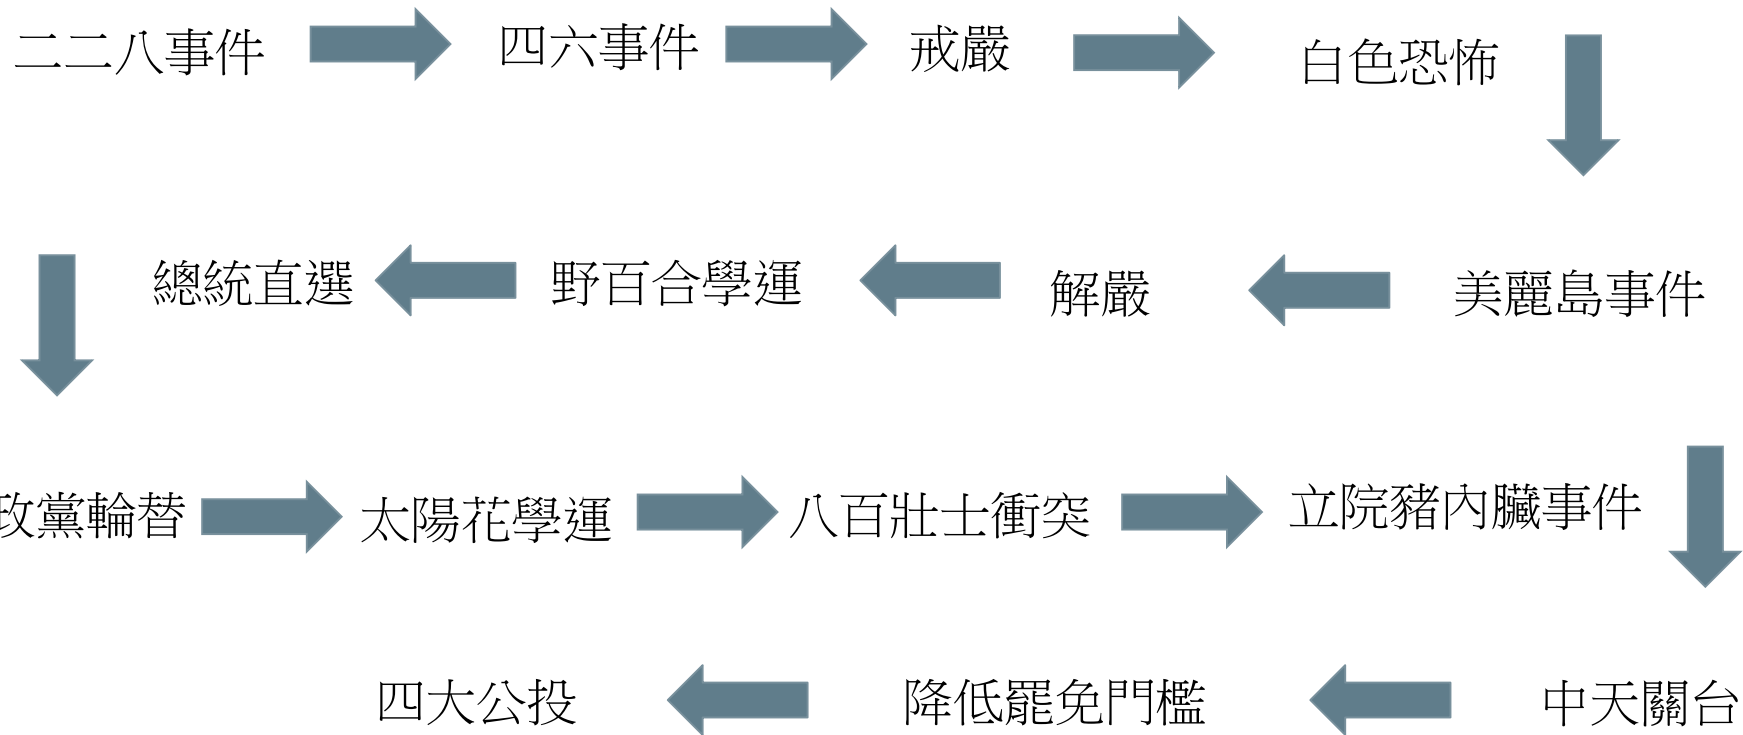 二二八事件
四六事件
戒嚴
白色恐怖
美麗島事件
解嚴
野百合學運
總統直選
政黨輪替
太陽花學運
八百壯士衝突
立院豬內臟事件
中天關台
降低罷免門檻
四大公投